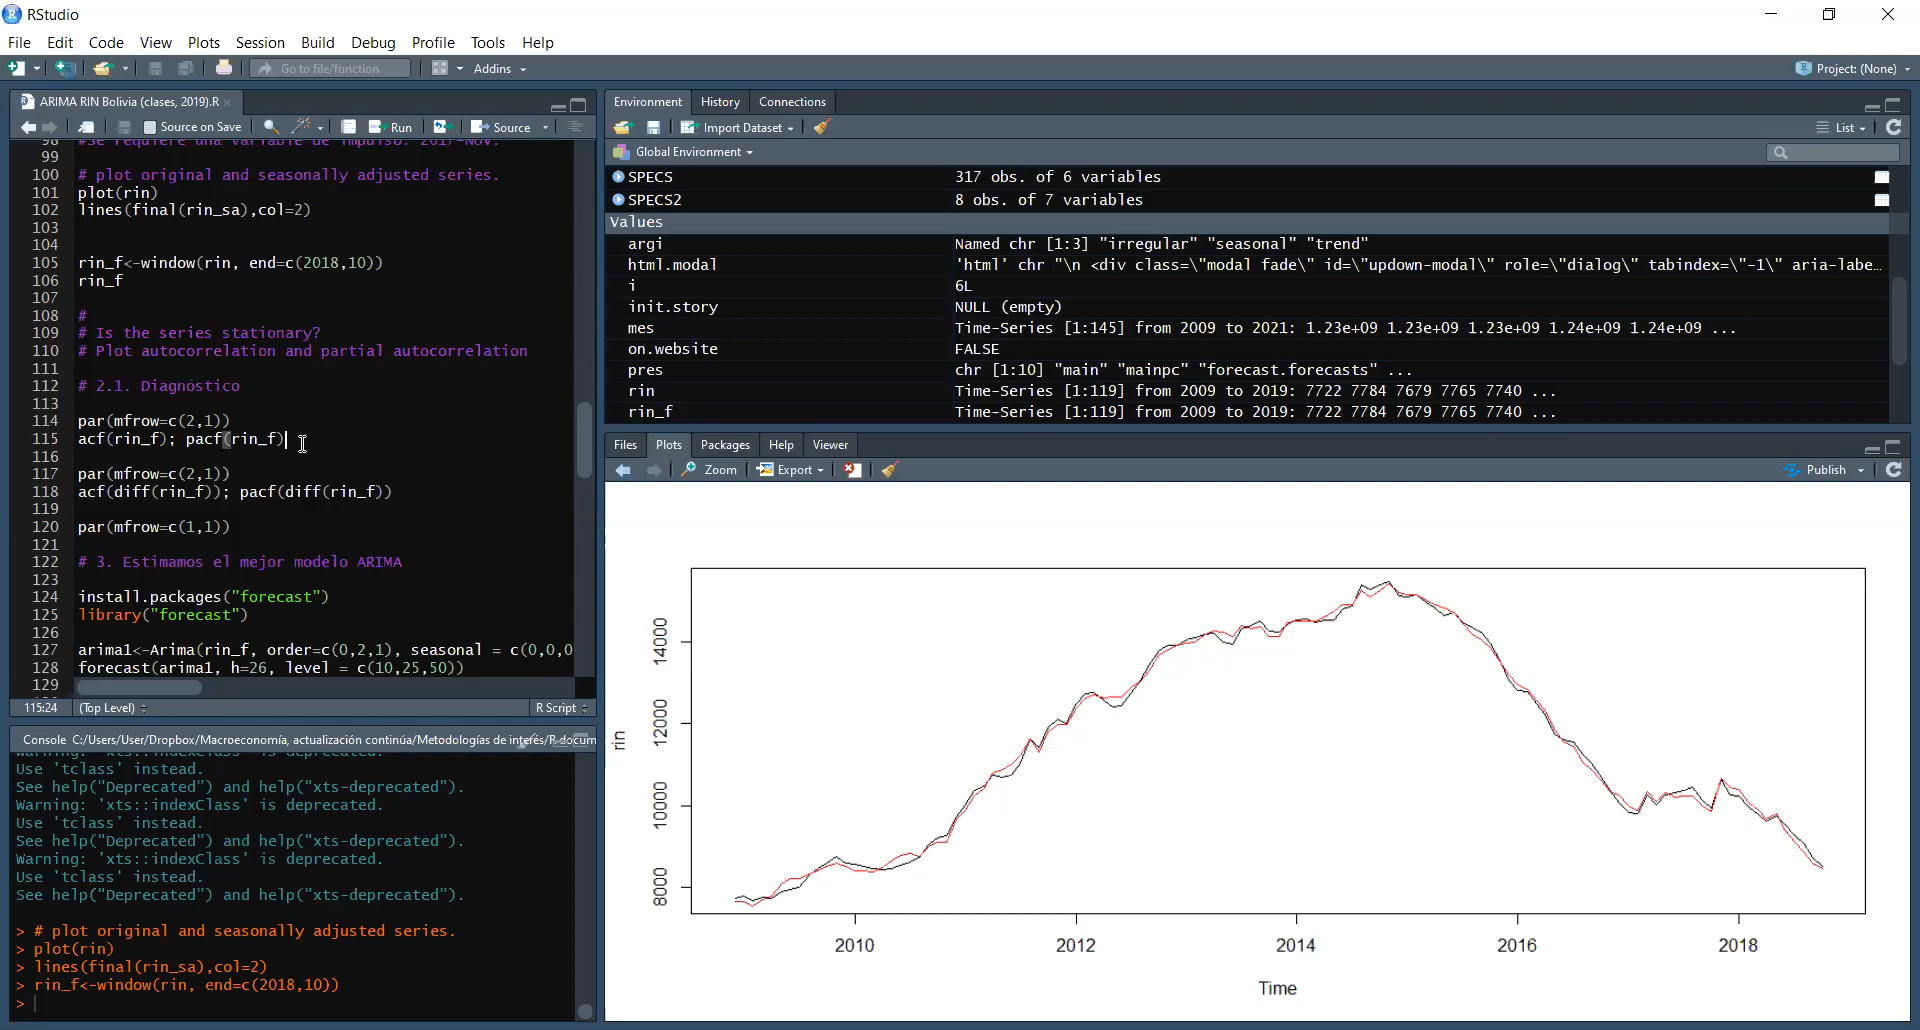 RStudio
File Edit Code View Plots Session Build Debug Profile Tools Help
Go to file/function Addins Project: (None)
ARIMA RIN Bolivia (clases, 2019).R
Source on Save Run Source
98 #Se requiere una variable de impulso: 2017-NOV.
99
100 # plot original and seasonally adjusted series.
101 plot(rin)
102 lines(final(rin_sa),col=2)
103
104
105 rin_f<-window(rin, end=c(2018,10))
106 rin_f
107
108 #
109 # Is the series stationary?
110 # Plot autocorrelation and partial autocorrelation
111
112 # 2.1. Diagnóstico
113
114 par(mfrow=c(2,1))
115 acf(rin_f); pacf(rin_f)
116
117 par(mfrow=c(2,1))
118 acf(diff(rin_f)); pacf(diff(rin_f))
119
120 par(mfrow=c(1,1))
121
122 # 3. Estimamos el mejor modelo ARIMA
123
124 install.packages("forecast")
125 library("forecast")
126
127 arima1<-Arima(rin_f, order=c(0,2,1), seasonal = c(0,0,0
128 forecast(arima1, h=26, level = c(10,25,50))
129
115:24 (Top Level) R Script
Console C:/Users/User/Dropbox/Macroeconomía, actualización continúa/Metodologías de interés/R docum
Use 'tclass' instead.
See help("Deprecated") and help("xts-deprecated").
Warning: 'xts::indexClass' is deprecated.
Use 'tclass' instead.
See help("Deprecated") and help("xts-deprecated").
Warning: 'xts::indexClass' is deprecated.
Use 'tclass' instead.
See help("Deprecated") and help("xts-deprecated").
> # plot original and seasonally adjusted series.
> plot(rin)
> lines(final(rin_sa),col=2)
> rin_f<-window(rin, end=c(2018,10))
>
Environment History Connections
Import Dataset List
Global Environment
SPECS 317 obs. of 6 variables
SPECS2 8 obs. of 7 variables
Values
argi Named chr [1:3] "irregular" "seasonal" "trend"
html.modal 'html' chr "\n <div class=\"modal fade\" id=\"updown-modal\" role=\"dialog\" tabindex=\"-1\" aria-labe…
i 6L
init.story NULL (empty)
mes Time-Series [1:145] from 2009 to 2021: 1.23e+09 1.23e+09 1.23e+09 1.24e+09 1.24e+09 ...
on.website FALSE
pres chr [1:10] "main" "mainpc" "forecast.forecasts" ...
rin Time-Series [1:119] from 2009 to 2019: 7722 7784 7679 7765 7740 ...
rin_f Time-Series [1:119] from 2009 to 2019: 7722 7784 7679 7765 7740 ...
Files Plots Packages Help Viewer
Zoom Export Publish
rin
14000
12000
10000
8000
2010 2012 2014 2016 2018
Time